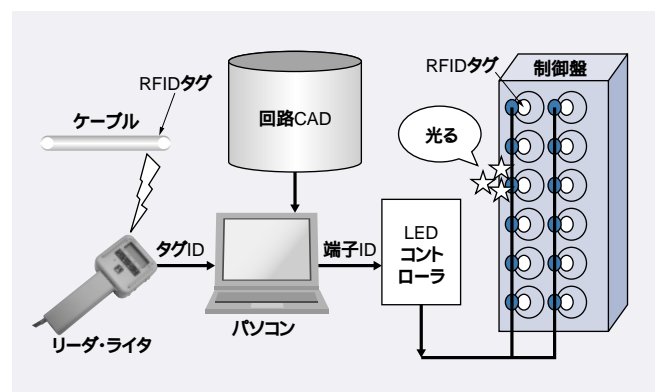 RFIDタグ
ケーブル
回路CAD
RFIDタグ
制御盤
光る
タグID
端子ID
LED
コント
ローラ
パソコン
リーダ・ライタ